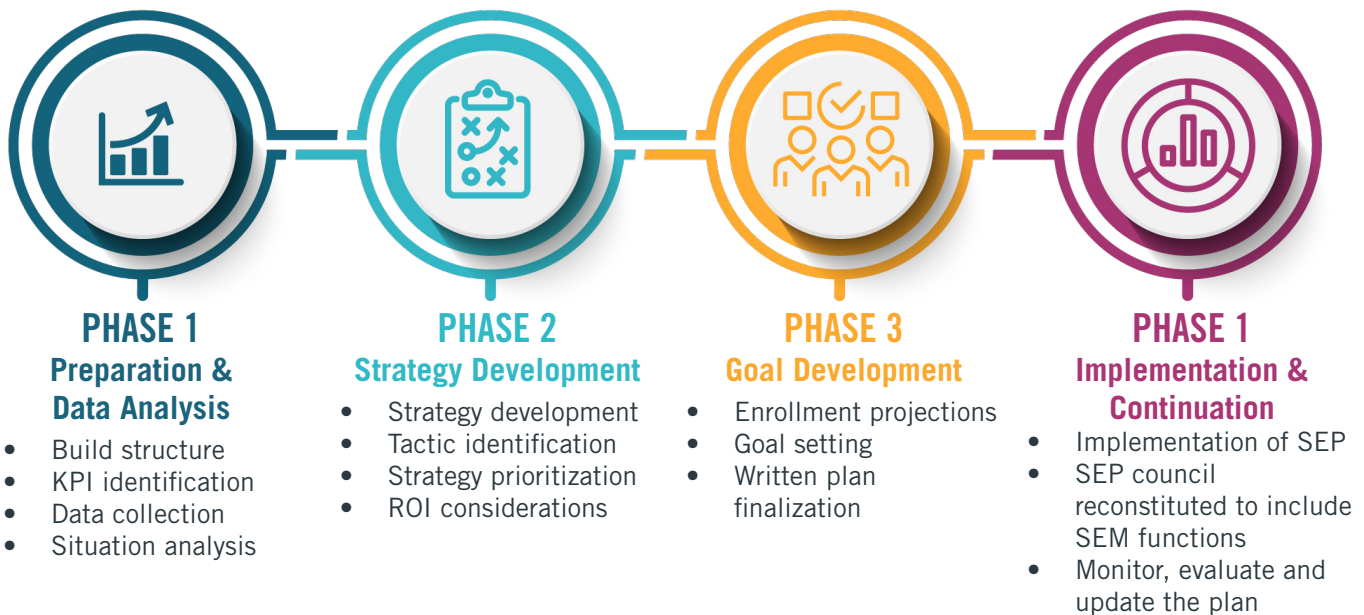 PHASE 1
Preparation &
Data Analysis
• Build structure
• KPI identification
• Data collection
• Situation analysis
PHASE 2
Strategy Development
• Strategy development
• Tactic identification
• Strategy prioritization
• ROI considerations
PHASE 3
Goal Development
• Enrollment projections
• Goal setting
• Written plan
finalization
PHASE 1
Implementation &
Continuation
• Implementation of SEP
• SEP council
reconstituted to include
SEM functions
• Monitor, evaluate and
update the plan